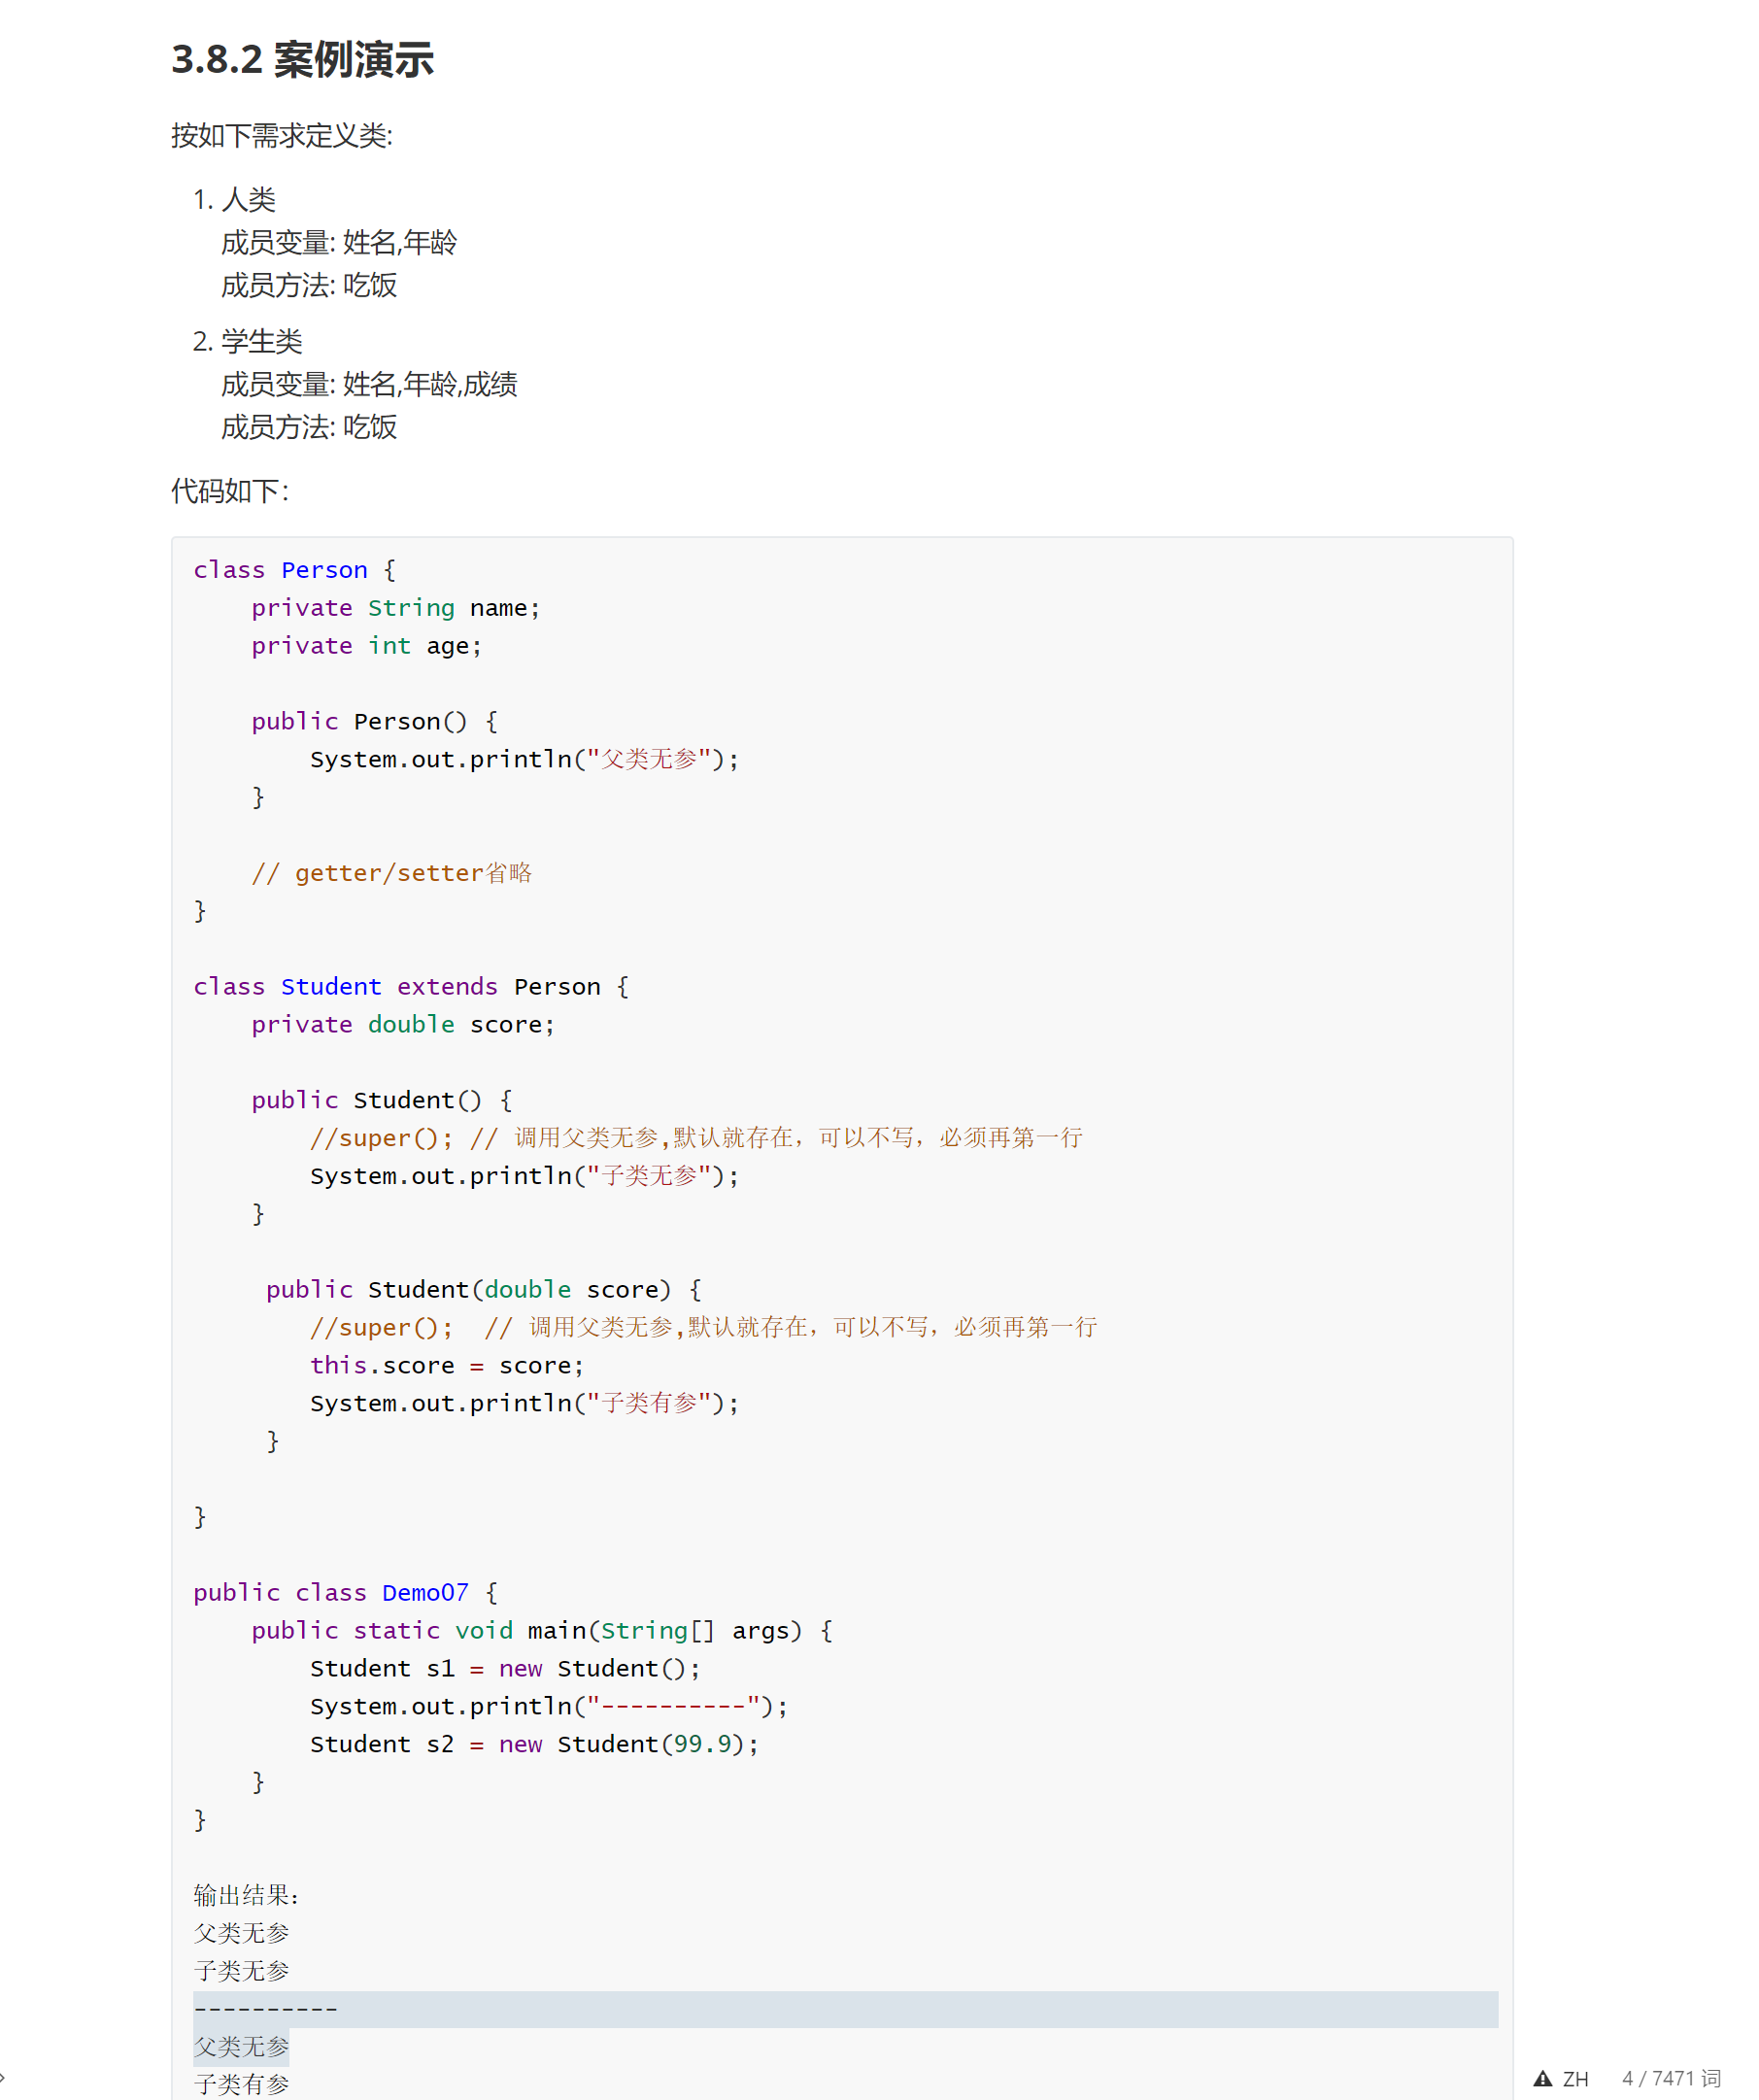 3.8.2 案例演示
按如下需求定义类:
1. 人类
成员变量: 姓名,年龄
成员方法: 吃饭
2. 学生类
成员变量: 姓名,年龄,成绩
成员方法: 吃饭
代码如下：
class Person {
    private String name;
    private int age;

    public Person() {
        System.out.println("父类无参");
    }

    // getter/setter省略
}

class Student extends Person {
    private double score;

    public Student() {
        //super(); // 调用父类无参,默认就存在，可以不写，必须再第一行
        System.out.println("子类无参");
    }

     public Student(double score) {
        //super();  // 调用父类无参,默认就存在，可以不写，必须再第一行
        this.score = score;
        System.out.println("子类有参");
     }

}

public class Demo07 {
    public static void main(String[] args) {
        Student s1 = new Student();
        System.out.println("----------");
        Student s2 = new Student(99.9);
    }
}

输出结果：
父类无参
子类无参
----------
父类无参
子类有参
ZH 4 / 7471 词